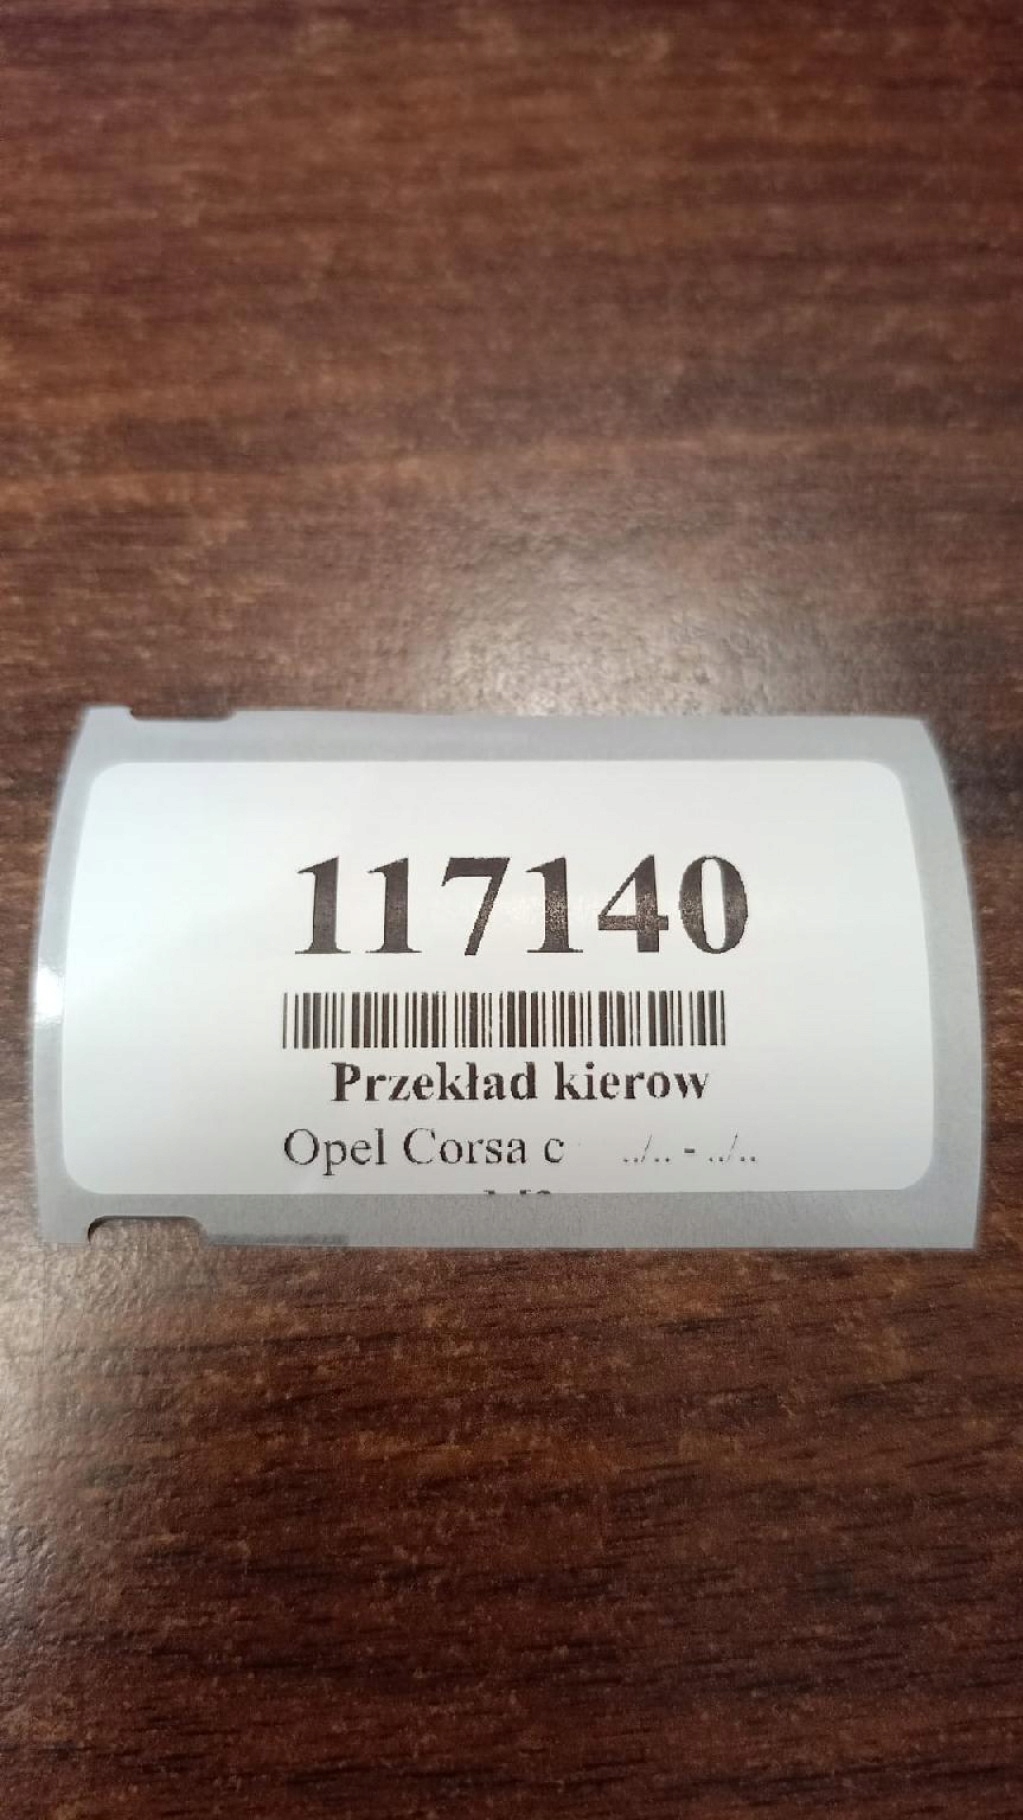 117140
Przekład kierow
Opel Corsa c ../.. - ../..